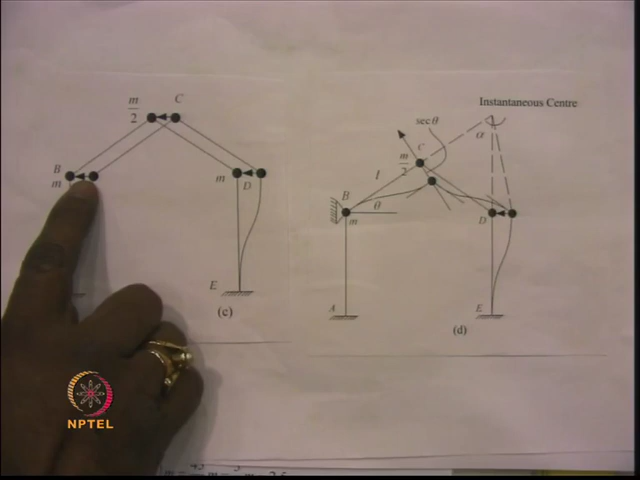 m/2 C
B
m
m D
E
(c)
Instantaneous Centre
sec θ
α
C
m/2
l
B
θ
m
D
A
E
(d)
NPTEL